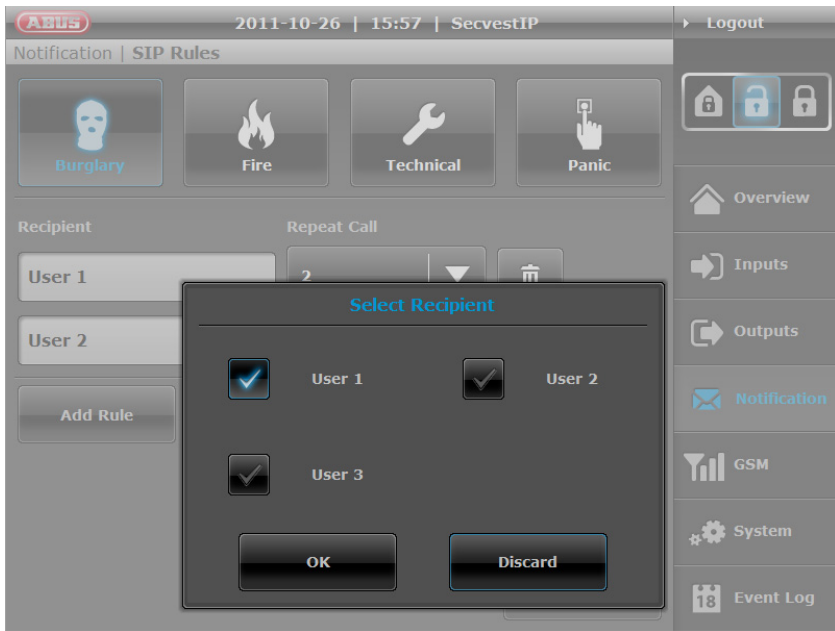 ABUS 2011-10-26 | 15:57 | SecvestIP Logout
Notification | SIP Rules
Burglary Fire Technical Panic
Overview
Recipient Repeat Call
Inputs
User 1 2
Select Recipient
Outputs
User 2
User 1 User 2
Notification
Add Rule
GSM
User 3
System
OK Discard
18 Event Log